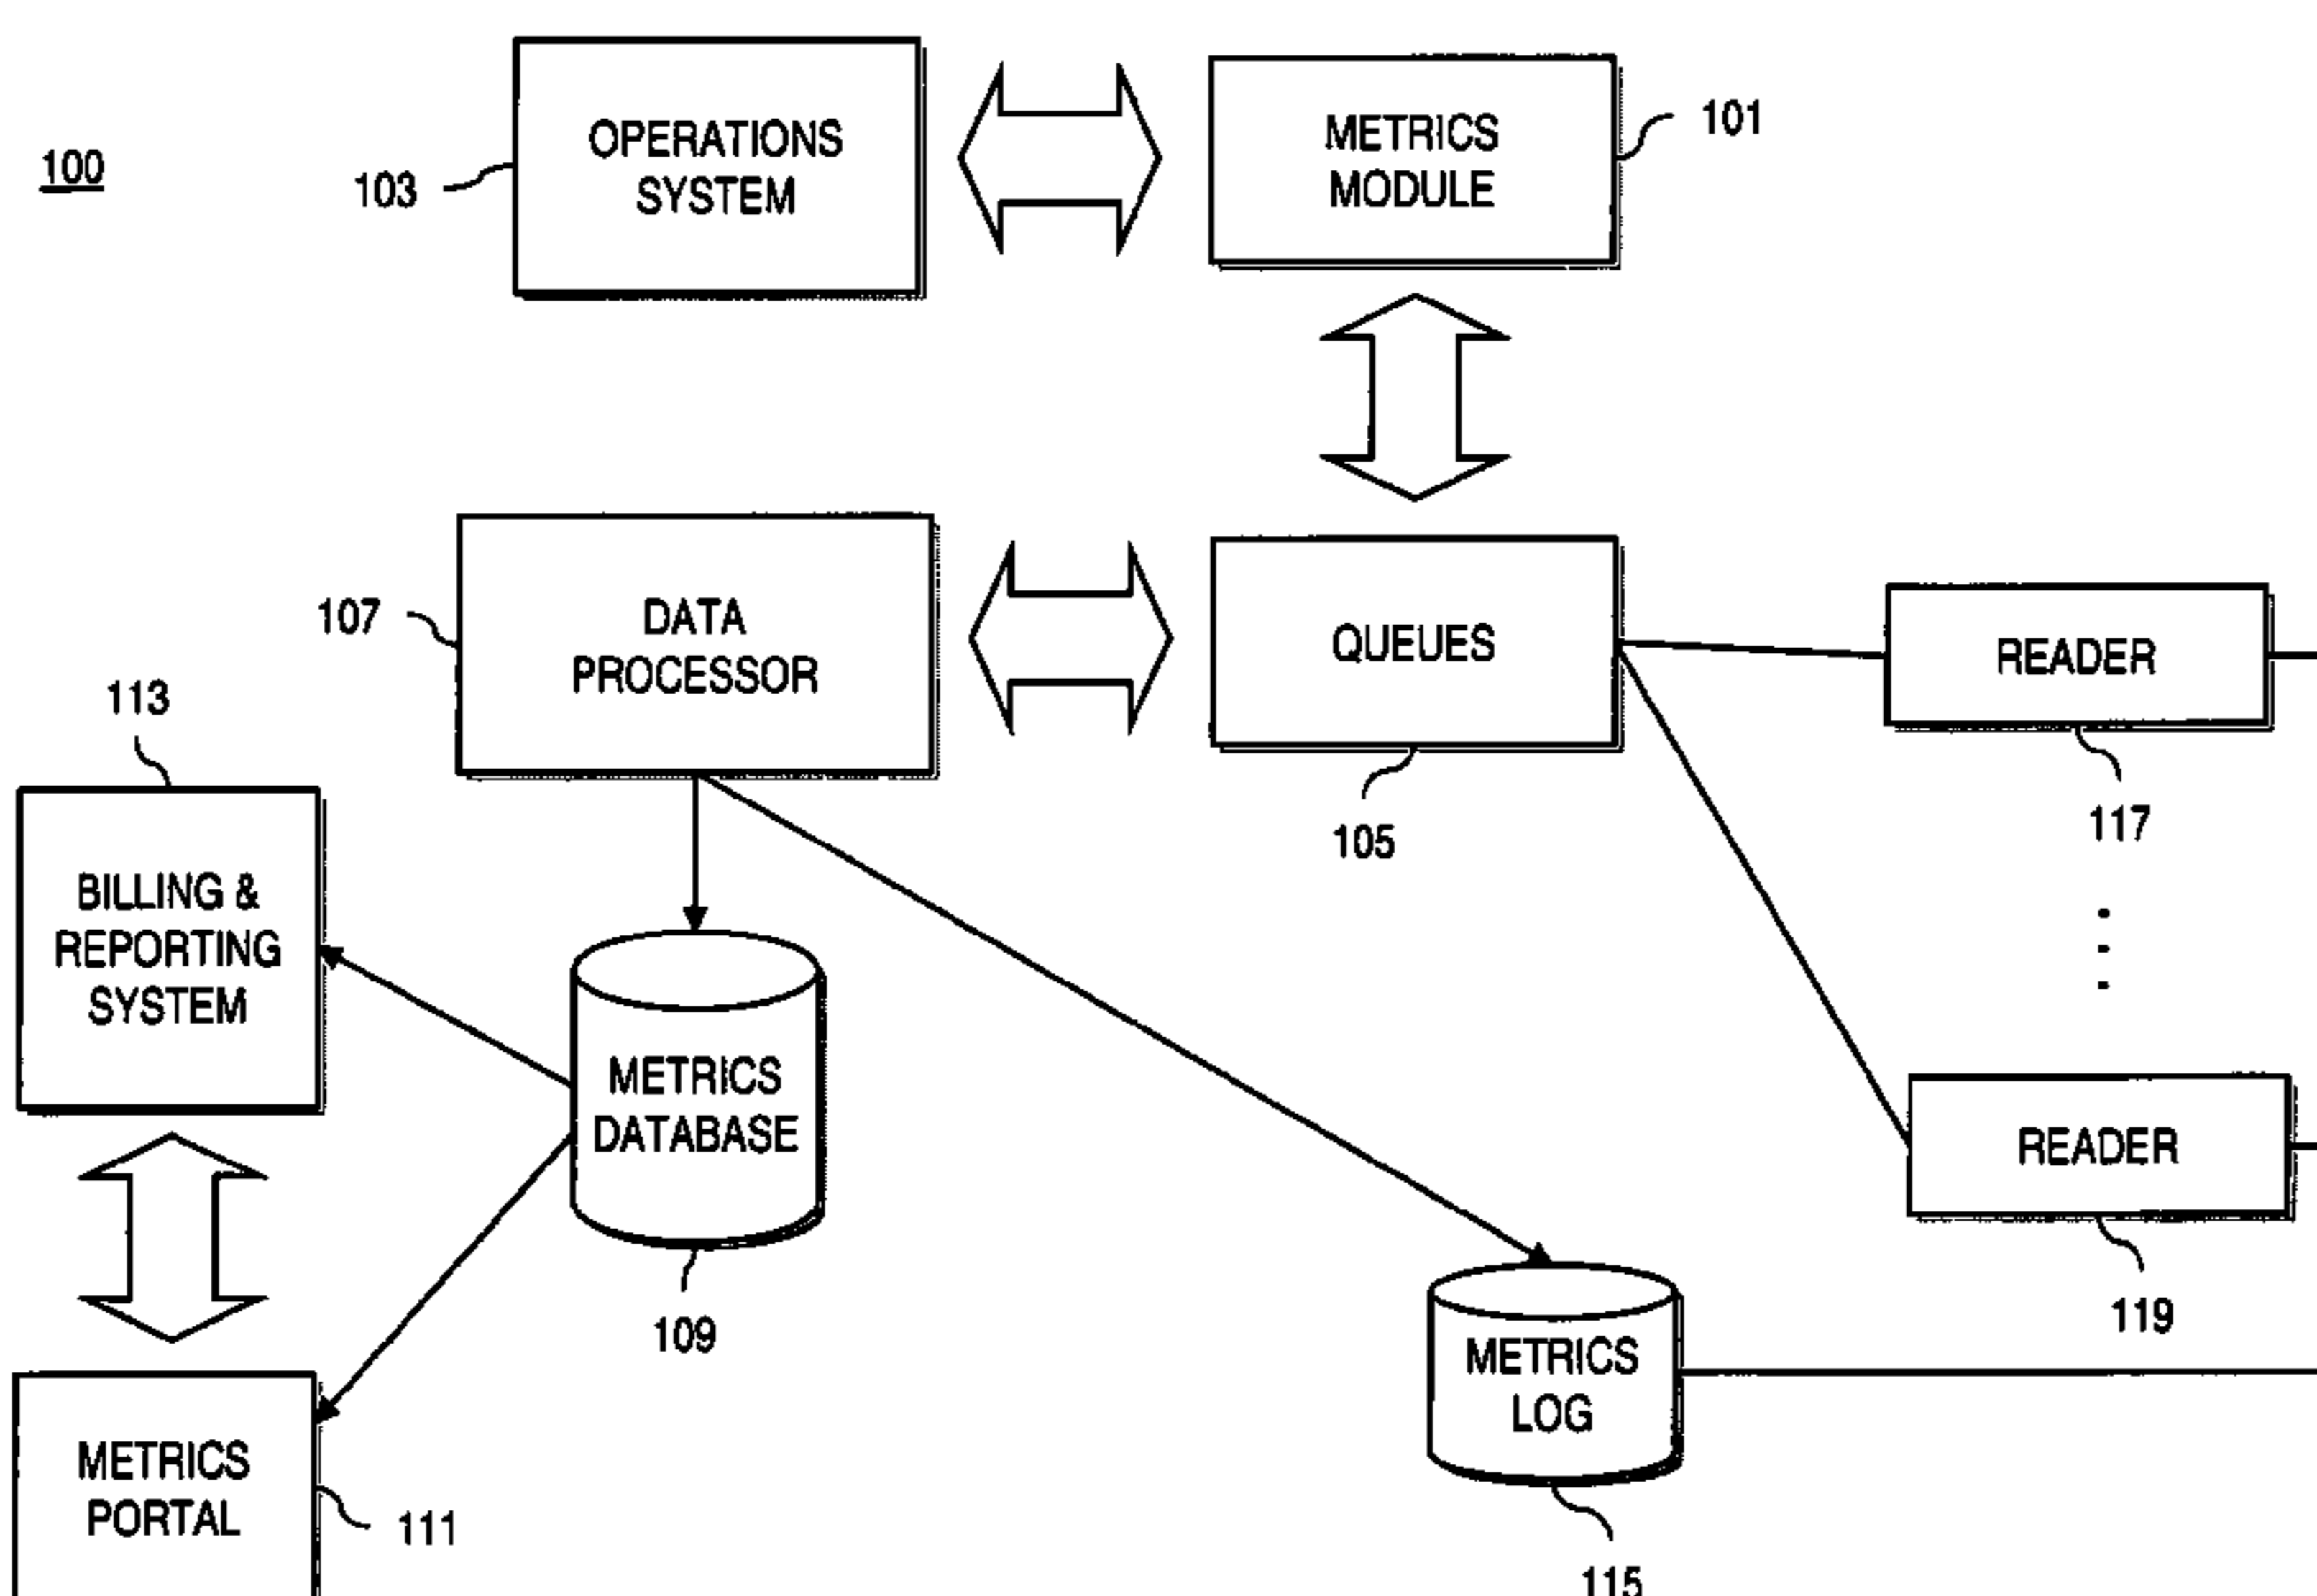 100
103
OPERATIONS
SYSTEM
METRICS
MODULE
101
107
DATA
PROCESSOR
QUEUES
105
READER
117
113
BILLING &
REPORTING
SYSTEM
METRICS
DATABASE
109
READER
119
METRICS
LOG
115
METRICS
PORTAL
111